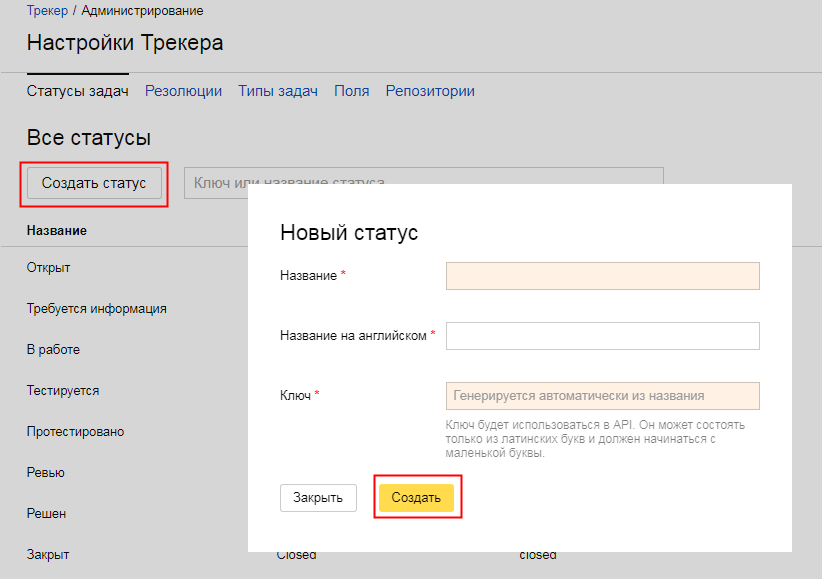 Трекер / Администрирование
Настройки Трекера
Статусы задач Резолюции Типы задач Поля Репозитории
Все статусы
Создать статус
Ключ или название статуса
Название
Открыт
Требуется информация
В работе
Тестируется
Протестировано
Ревью
Решен
Закрыт Closed closed
Новый статус
Название *
Название на английском *
Ключ * Генерируется автоматически из названия
Ключ будет использоваться в API. Он может состоять
только из латинских букв и должен начинаться с
маленькой буквы.
Закрыть Создать